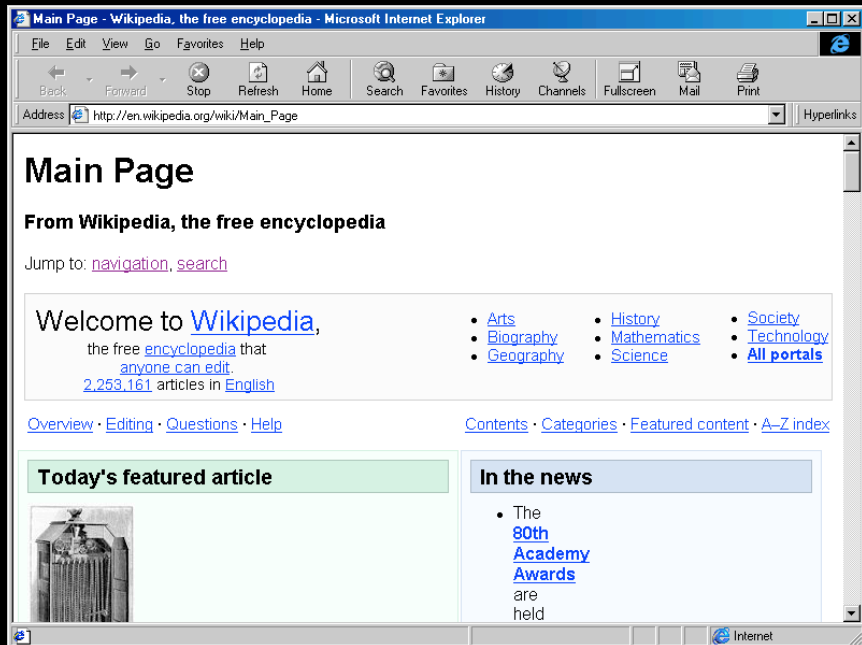 Main Page - Wikipedia, the free encyclopedia - Microsoft Internet Explorer
File Edit View Go Favorites Help
Back Forward Stop Refresh Home Search Favorites History Channels Fullscreen Mail Print
Address http://en.wikipedia.org/wiki/Main_Page Hyperlinks
Main Page
From Wikipedia, the free encyclopedia
Jump to: navigation, search
Welcome to Wikipedia,
the free encyclopedia that
anyone can edit.
2,253,161 articles in English
• Arts
• Biography
• Geography
• History
• Mathematics
• Science
• Society
• Technology
• All portals
Overview · Editing · Questions · Help
Contents · Categories · Featured content · A–Z index
Today's featured article
In the news
• The
80th
Academy
Awards
are
held
Internet